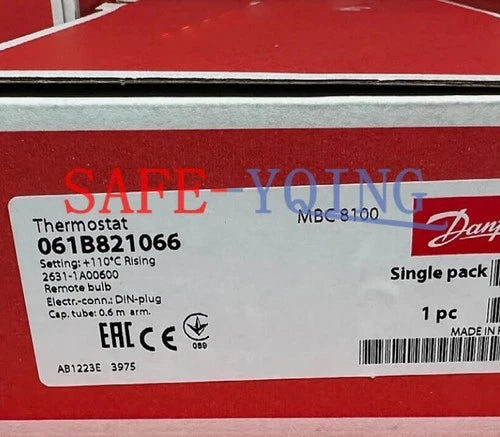 SAFE-YQING
Thermostat
MBC 8100
061B821066
Setting: +110°C Rising
2631-1A00600
Remote bulb
Electr.-conn.: DIN-plug
Cap. tube: 0.6 m arm.
Single pack
1 pc
EAC CE
089
MADE IN
AB1223E 3975